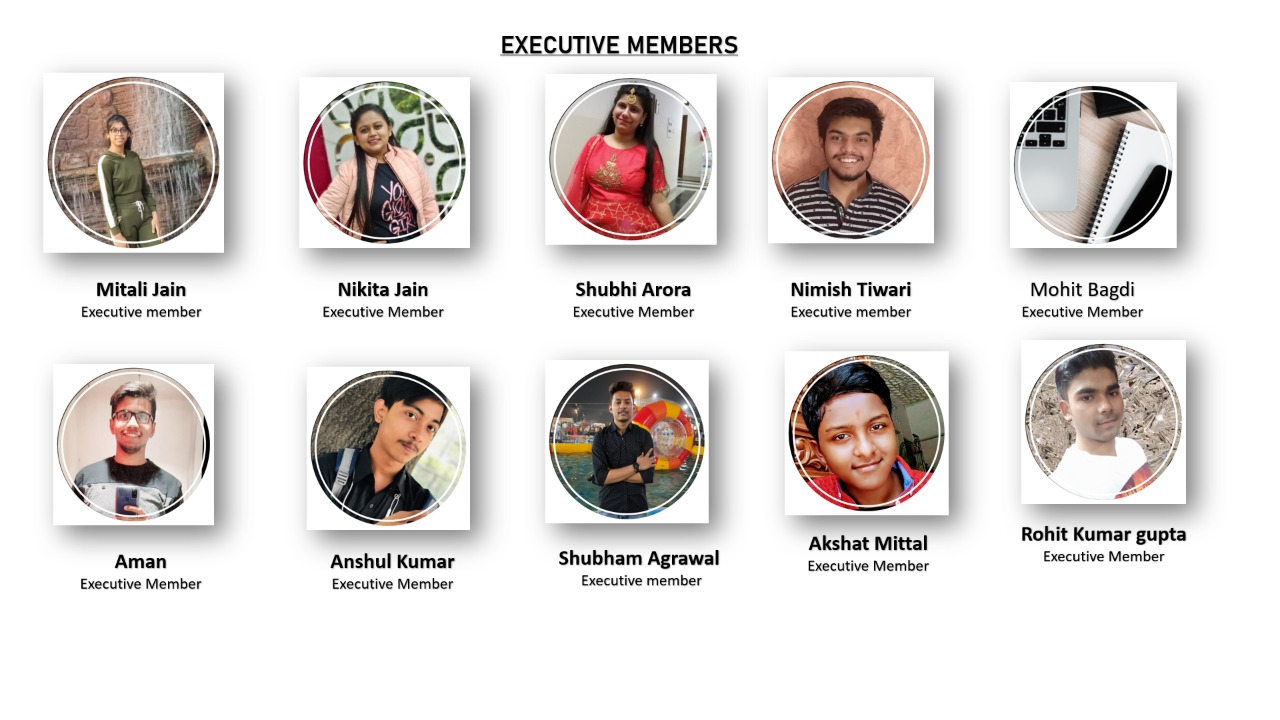 EXECUTIVE MEMBERS
YOU
GIRL
Mitali Jain
Executive member
Nikita Jain
Executive Member
Shubhi Arora
Executive Member
Nimish Tiwari
Executive member
Mohit Bagdi
Executive Member
Aman
Executive Member
Anshul Kumar
Executive Member
Shubham Agrawal
Executive member
Akshat Mittal
Executive Member
Rohit Kumar gupta
Executive Member